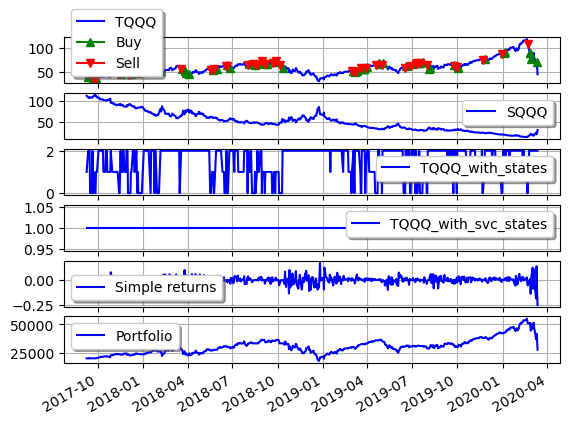 TQQQ
Buy
Sell
100
50
100
50
SQQQ
2
0
TQQQ_with_states
1.05
1.00
0.95
TQQQ_with_svc_states
0.00
−0.25
Simple returns
50000
25000
Portfolio
2017-10 2018-01 2018-04 2018-07 2018-10 2019-01 2019-04 2019-07 2019-10 2020-01 2020-04